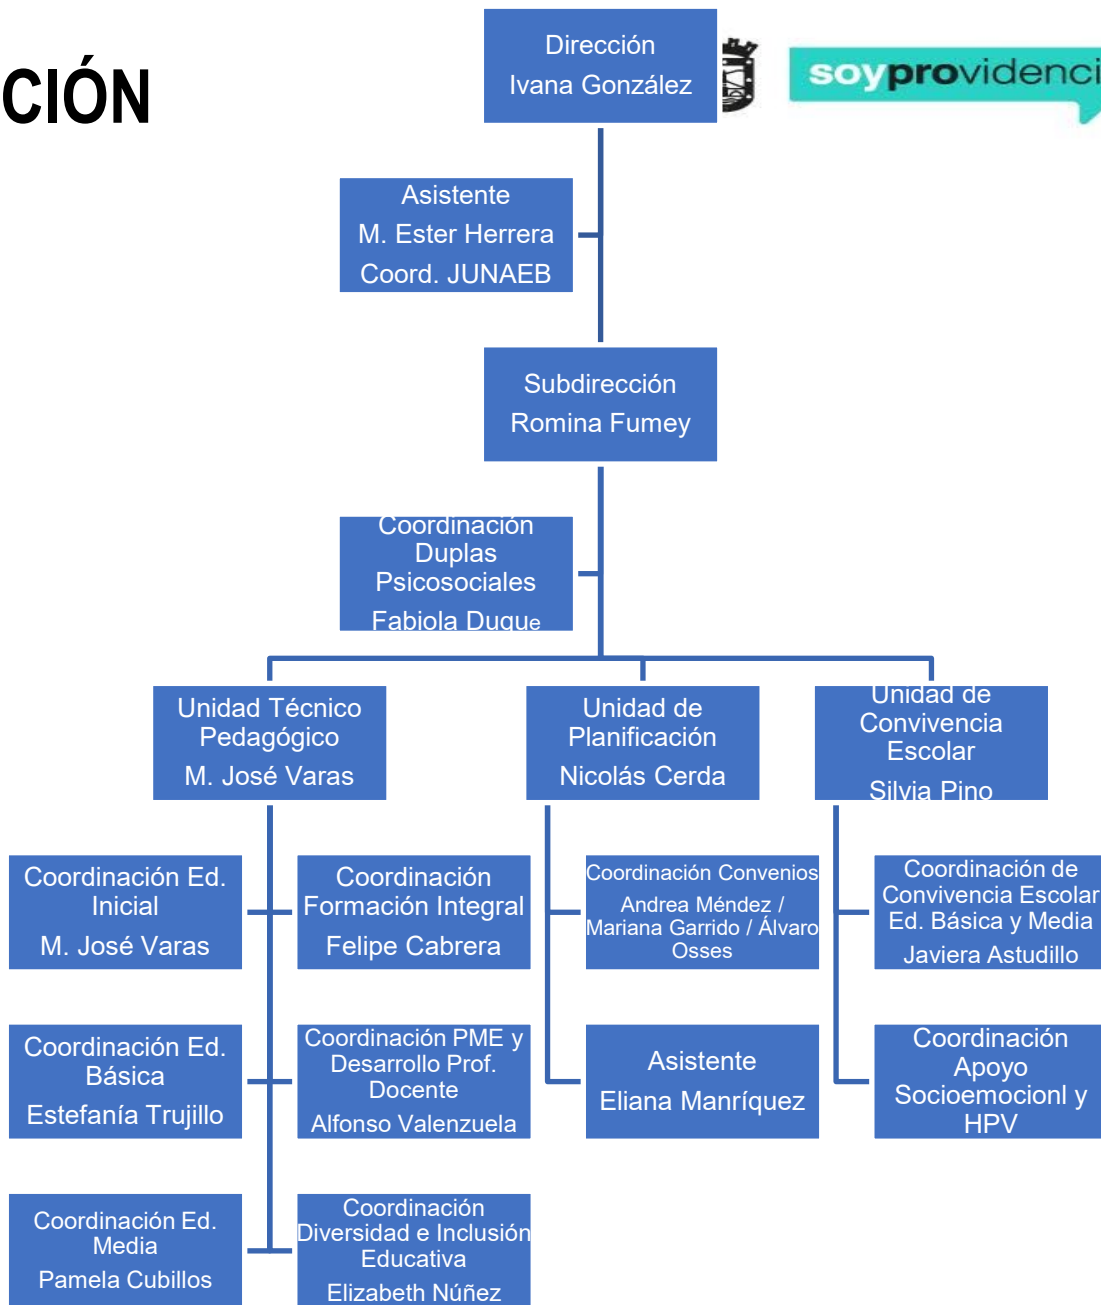 CIÓN
Dirección
Ivana González
soyprovidenci
Asistente
M. Ester Herrera
Coord. JUNAEB
Subdirección
Romina Fumey
Coordinación
Duplas
Psicosociales
Fabiola Duque
Unidad Técnico
Pedagógico
M. José Varas
Unidad de
Planificación
Nicolás Cerda
Unidad de
Convivencia
Escolar
Silvia Pino
Coordinación Ed.
Inicial
M. José Varas
Coordinación
Formación Integral
Felipe Cabrera
Coordinación Convenios
Andrea Méndez /
Mariana Garrido / Álvaro
Osses
Coordinación de
Convivencia Escolar
Ed. Básica y Media
Javiera Astudillo
Coordinación Ed.
Básica
Estefanía Trujillo
Coordinación PME y
Desarrollo Prof.
Docente
Alfonso Valenzuela
Asistente
Eliana Manríquez
Coordinación
Apoyo
Socioemocionl y
HPV
Coordinación Ed.
Media
Pamela Cubillos
Coordinación
Diversidad e Inclusión
Educativa
Elizabeth Núñez